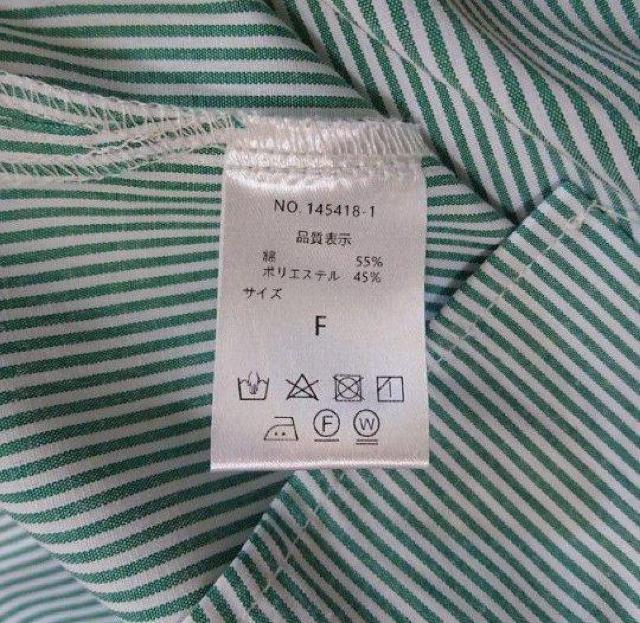 NO. 145418-1
品質表示
綿 55%
ポリエステル 45%
サイズ
F
F W